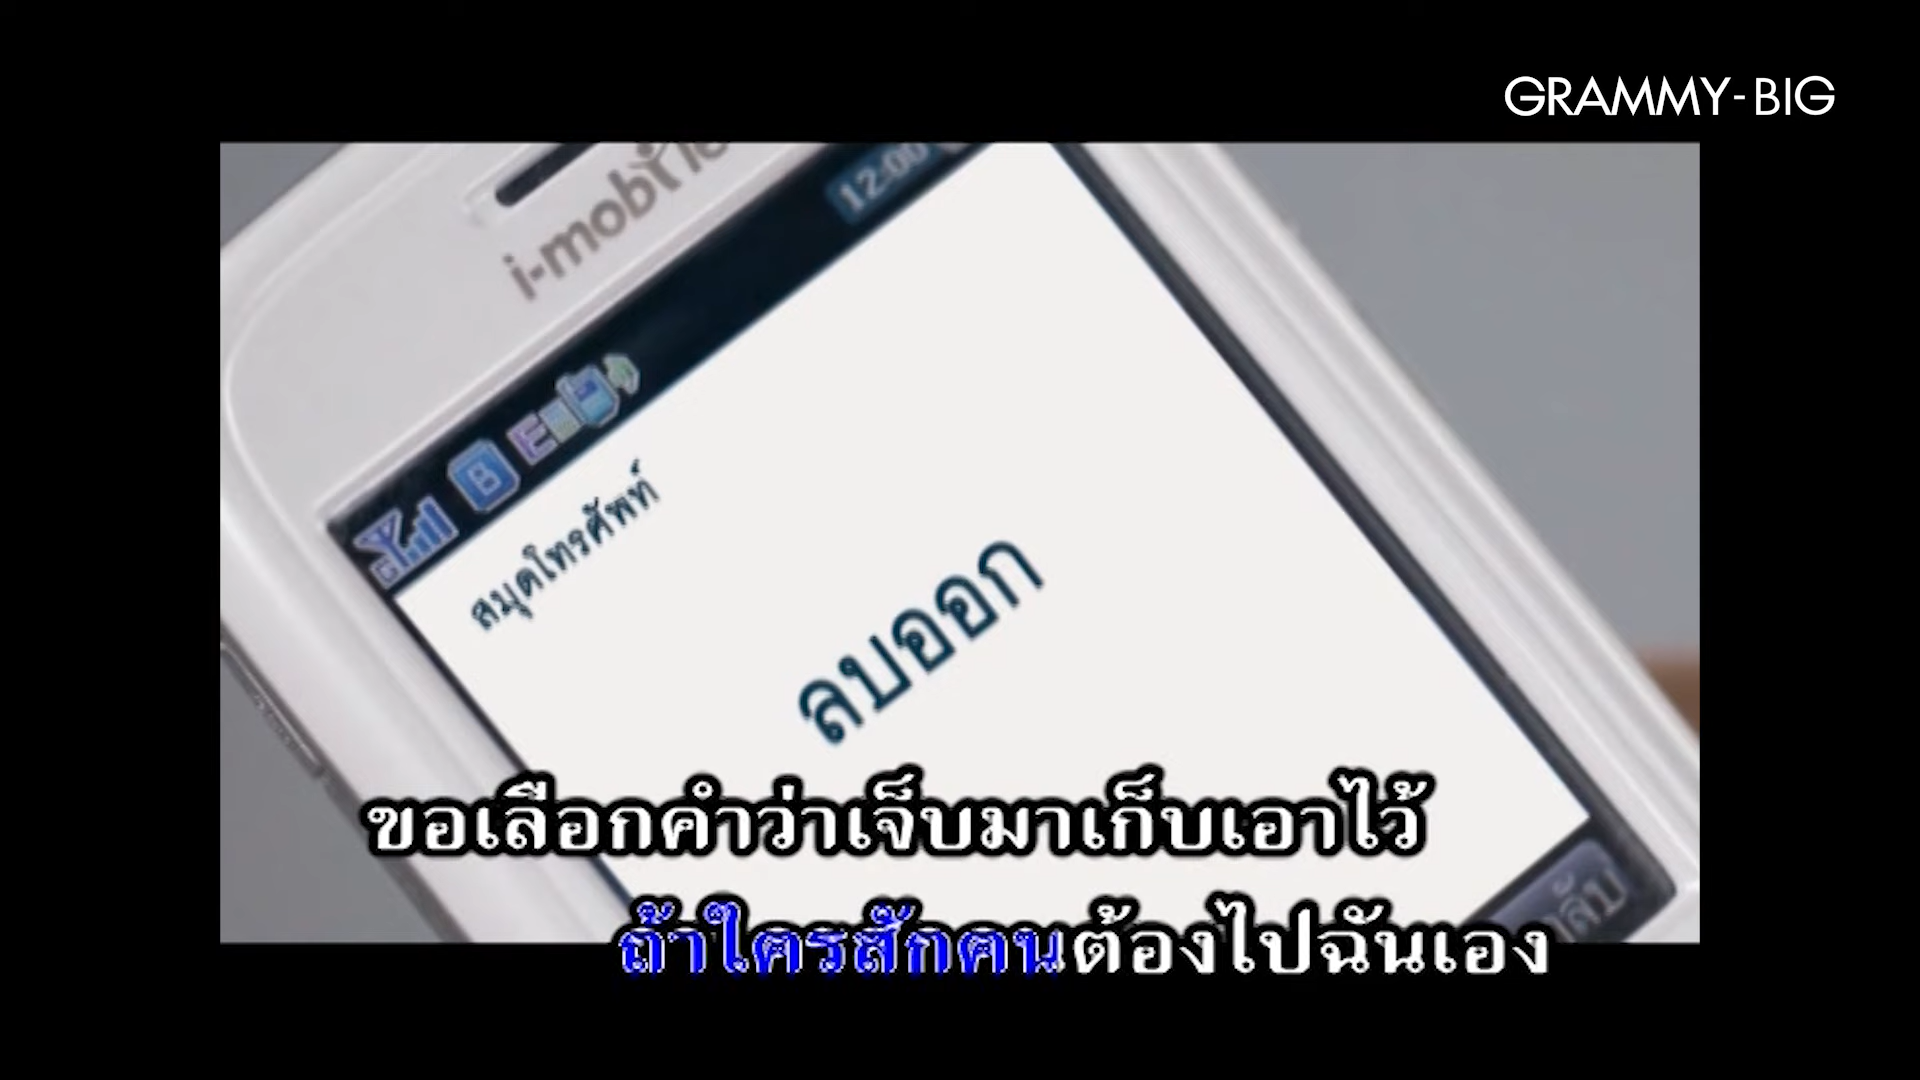 GRAMMY-BIG
i-mobile
12:00
B E
สมุดโทรศัพท์
ลบออก
ขอเลือกคำว่าเจ็บมาเก็บเอาไว้
ถ้าใครสักคนต้องไปฉันเอง